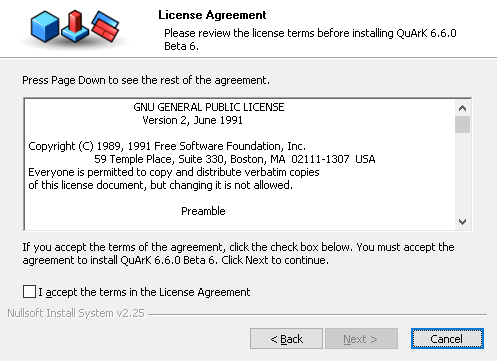 License Agreement
Please review the license terms before installing QuArK 6.6.0
Beta 6.
Press Page Down to see the rest of the agreement.
GNU GENERAL PUBLIC LICENSE
Version 2, June 1991
Copyright (C) 1989, 1991 Free Software Foundation, Inc.
59 Temple Place, Suite 330, Boston, MA  02111-1307  USA
Everyone is permitted to copy and distribute verbatim copies
of this license document, but changing it is not allowed.
Preamble
If you accept the terms of the agreement, click the check box below. You must accept the
agreement to install QuArK 6.6.0 Beta 6. Click Next to continue.
I accept the terms in the License Agreement
Nullsoft Install System v2.25
< Back
Next >
Cancel